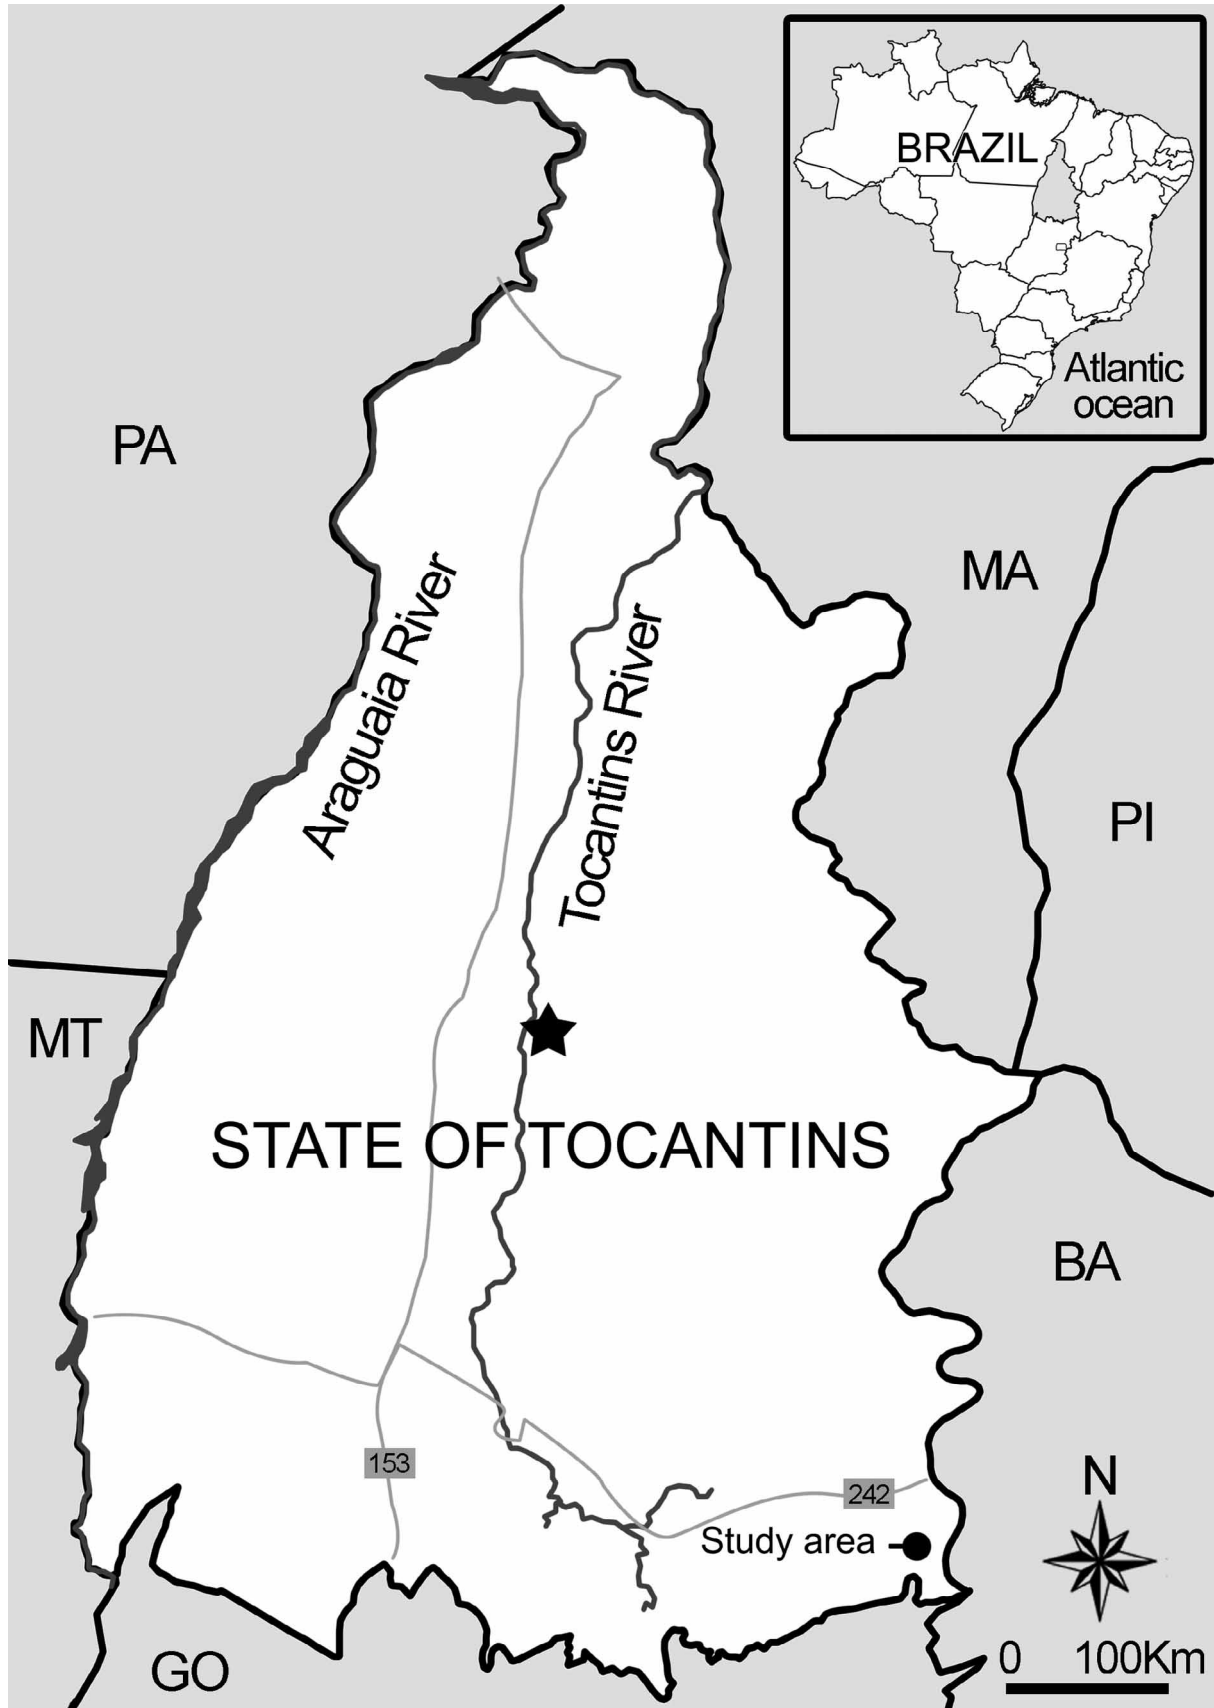 BRAZIL
Atlantic
ocean
PA
MA
Araguaia River
Tocantins River
PI
MT
STATE OF TOCANTINS
BA
153
242
N
Study area
GO
0 100Km